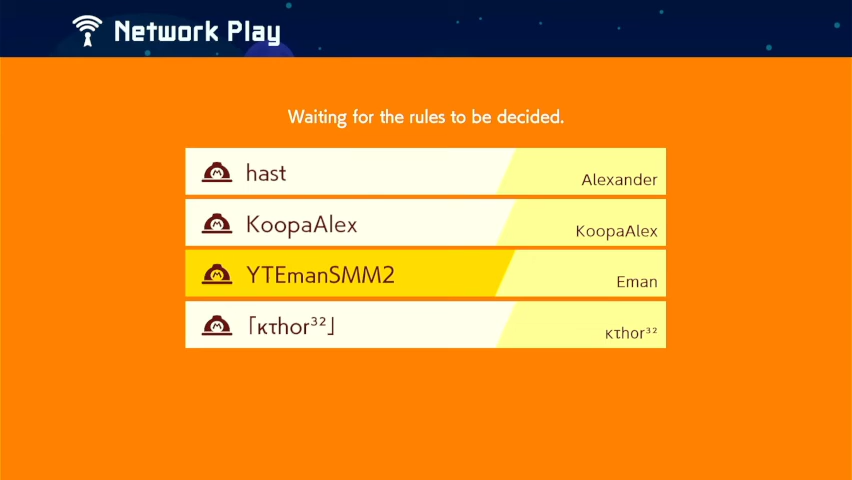 Network Play
Waiting for the rules to be decided.
hast Alexander
KoopaAlex KoopaAlex
YTEmanSMM2 Eman
｢κτhor³²｣ κτhor³²